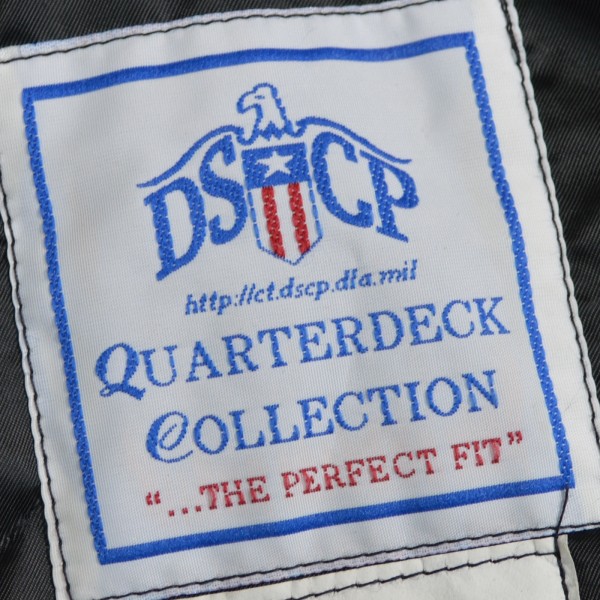 DSCP
http://ct.dscp.dla.mil
QUARTERDECK
COLLECTION
"...THE PERFECT FIT"